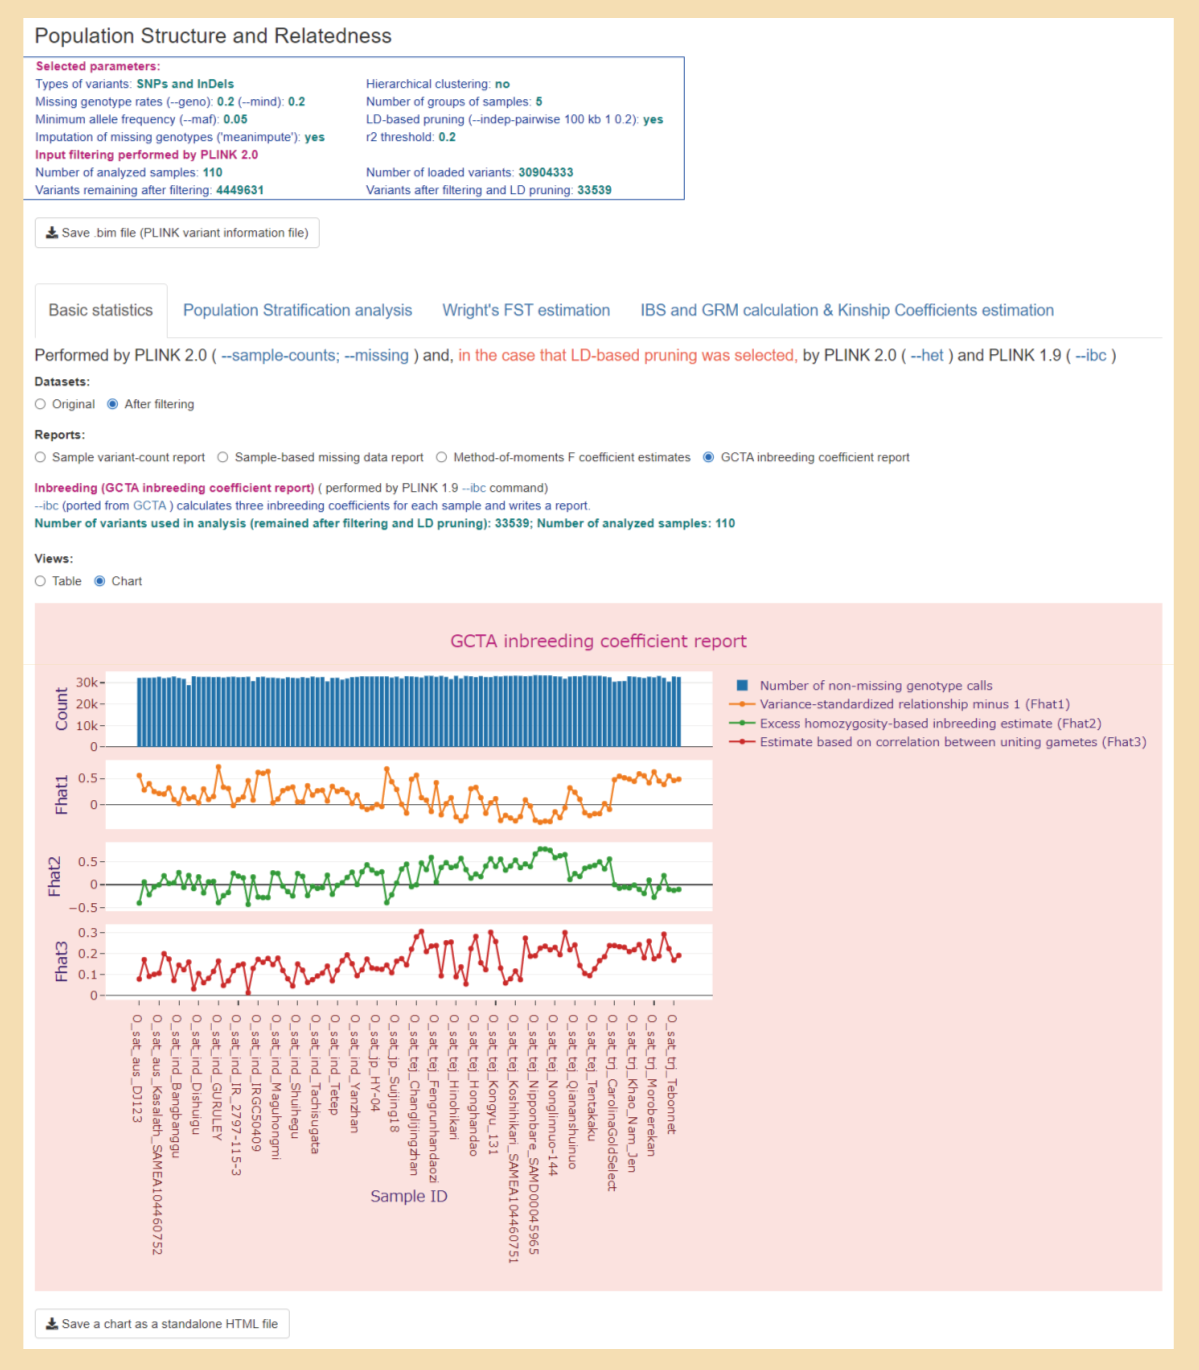 Population Structure and Relatedness
Selected parameters:
Types of variants: SNPs and InDels
Hierarchical clustering: no
Missing genotype rates (--geno): 0.2 (--mind): 0.2
Number of groups of samples: 5
Minimum allele frequency (--maf): 0.05
LD-based pruning (--indep-pairwise 100 kb 1 0.2): yes
Imputation of missing genotypes ('meanimpute'): yes
r2 threshold: 0.2
Input filtering performed by PLINK 2.0
Number of analyzed samples: 110
Number of loaded variants: 30904333
Variants remaining after filtering: 4449631
Variants after filtering and LD pruning: 33539
Save .bim file (PLINK variant information file)
Basic statistics
Population Stratification analysis
Wright's FST estimation
IBS and GRM calculation & Kinship Coefficients estimation
Performed by PLINK 2.0 ( --sample-counts; --missing ) and, in the case that LD-based pruning was selected, by PLINK 2.0 ( --het ) and PLINK 1.9 ( --ibc )
Datasets:
Original After filtering
Reports:
Sample variant-count report Sample-based missing data report Method-of-moments F coefficient estimates GCTA inbreeding coefficient report
Inbreeding (GCTA inbreeding coefficient report) ( performed by PLINK 1.9 --ibc command)
--ibc (ported from GCTA ) calculates three inbreeding coefficients for each sample and writes a report.
Number of variants used in analysis (remained after filtering and LD pruning): 33539; Number of analyzed samples: 110
Views:
Table Chart
GCTA inbreeding coefficient report
Count
30k
20k
10k
0
Number of non-missing genotype calls
Variance-standardized relationship minus 1 (Fhat1)
Excess homozygosity-based inbreeding estimate (Fhat2)
Estimate based on correlation between uniting gametes (Fhat3)
Fhat1
0.5
0
Fhat2
0.5
0
−0.5
Fhat3
0.3
0.2
0.1
0
O_sat_aus_DJ123
O_sat_aus_Kasalath_SAMEA104460752
O_sat_ind_Bangbanggu
O_sat_ind_Dishuigu
O_sat_ind_GURULEY
O_sat_ind_IR_2797-115-3
O_sat_ind_IRGC50409
O_sat_ind_Maguhongmi
O_sat_ind_Shuihegu
O_sat_ind_Tachisugata
O_sat_ind_Tetep
O_sat_ind_Yanzhan
O_sat_jp_HY-04
O_sat_jp_Suijing18
O_sat_tej_Changlijingzhan
O_sat_tej_Fengrunhandaozi
O_sat_tej_Hinohikari
O_sat_tej_Honghandao
O_sat_tej_Kongyu_131
O_sat_tej_Koshihikari_SAMEA104460751
O_sat_tej_Nipponbare_SAMD00045965
O_sat_tej_Nonglinnuo-144
O_sat_tej_Qiananshuinuo
O_sat_tej_Tentakaku
O_sat_trj_CarolinaGoldSelect
O_sat_trj_Khao_Nam_Jen
O_sat_trj_Moroberekan
O_sat_trj_Tebonnet
Sample ID
Save a chart as a standalone HTML file